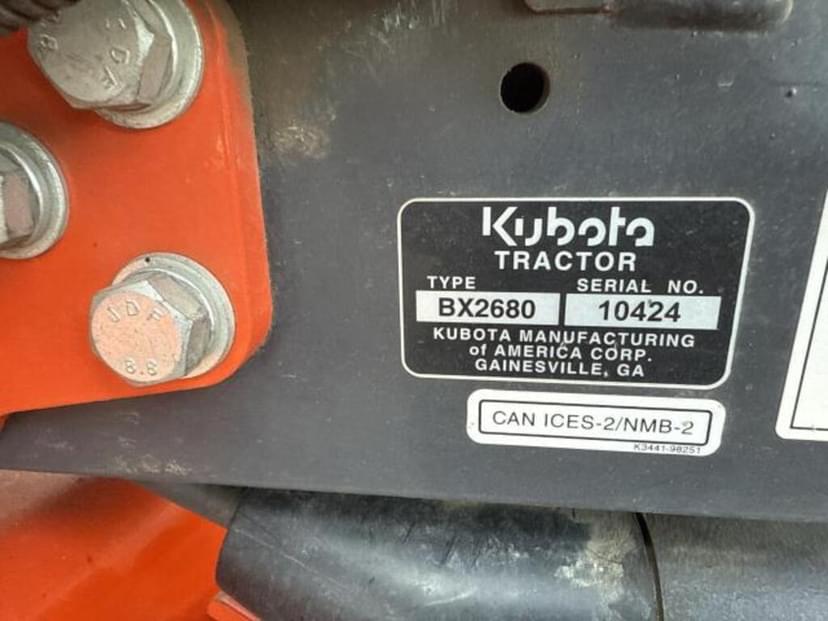 JDF
8.8
Kubota
TRACTOR
TYPE SERIAL NO.
BX2680 10424
KUBOTA MANUFACTURING
of AMERICA CORP.
GAINESVILLE, GA
CAN ICES-2/NMB-2
K3441-98251